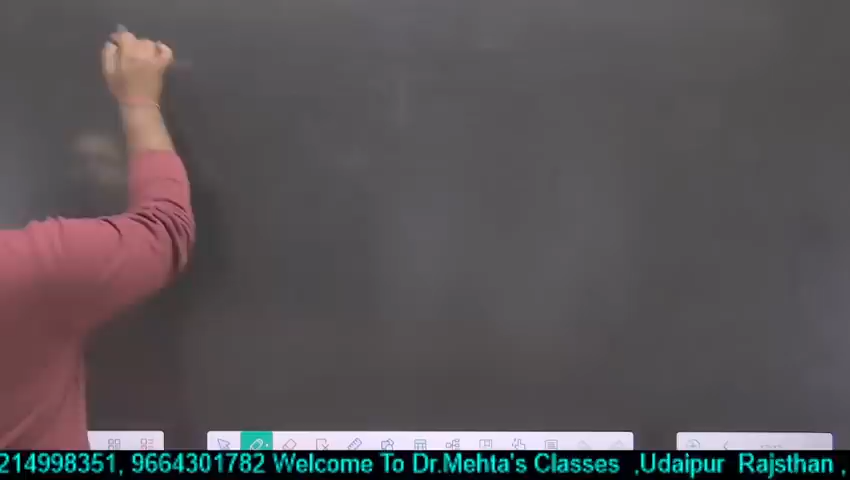 214998351, 9664301782 Welcome To Dr.Mehta's Classes ,Udaipur Rajsthan ,